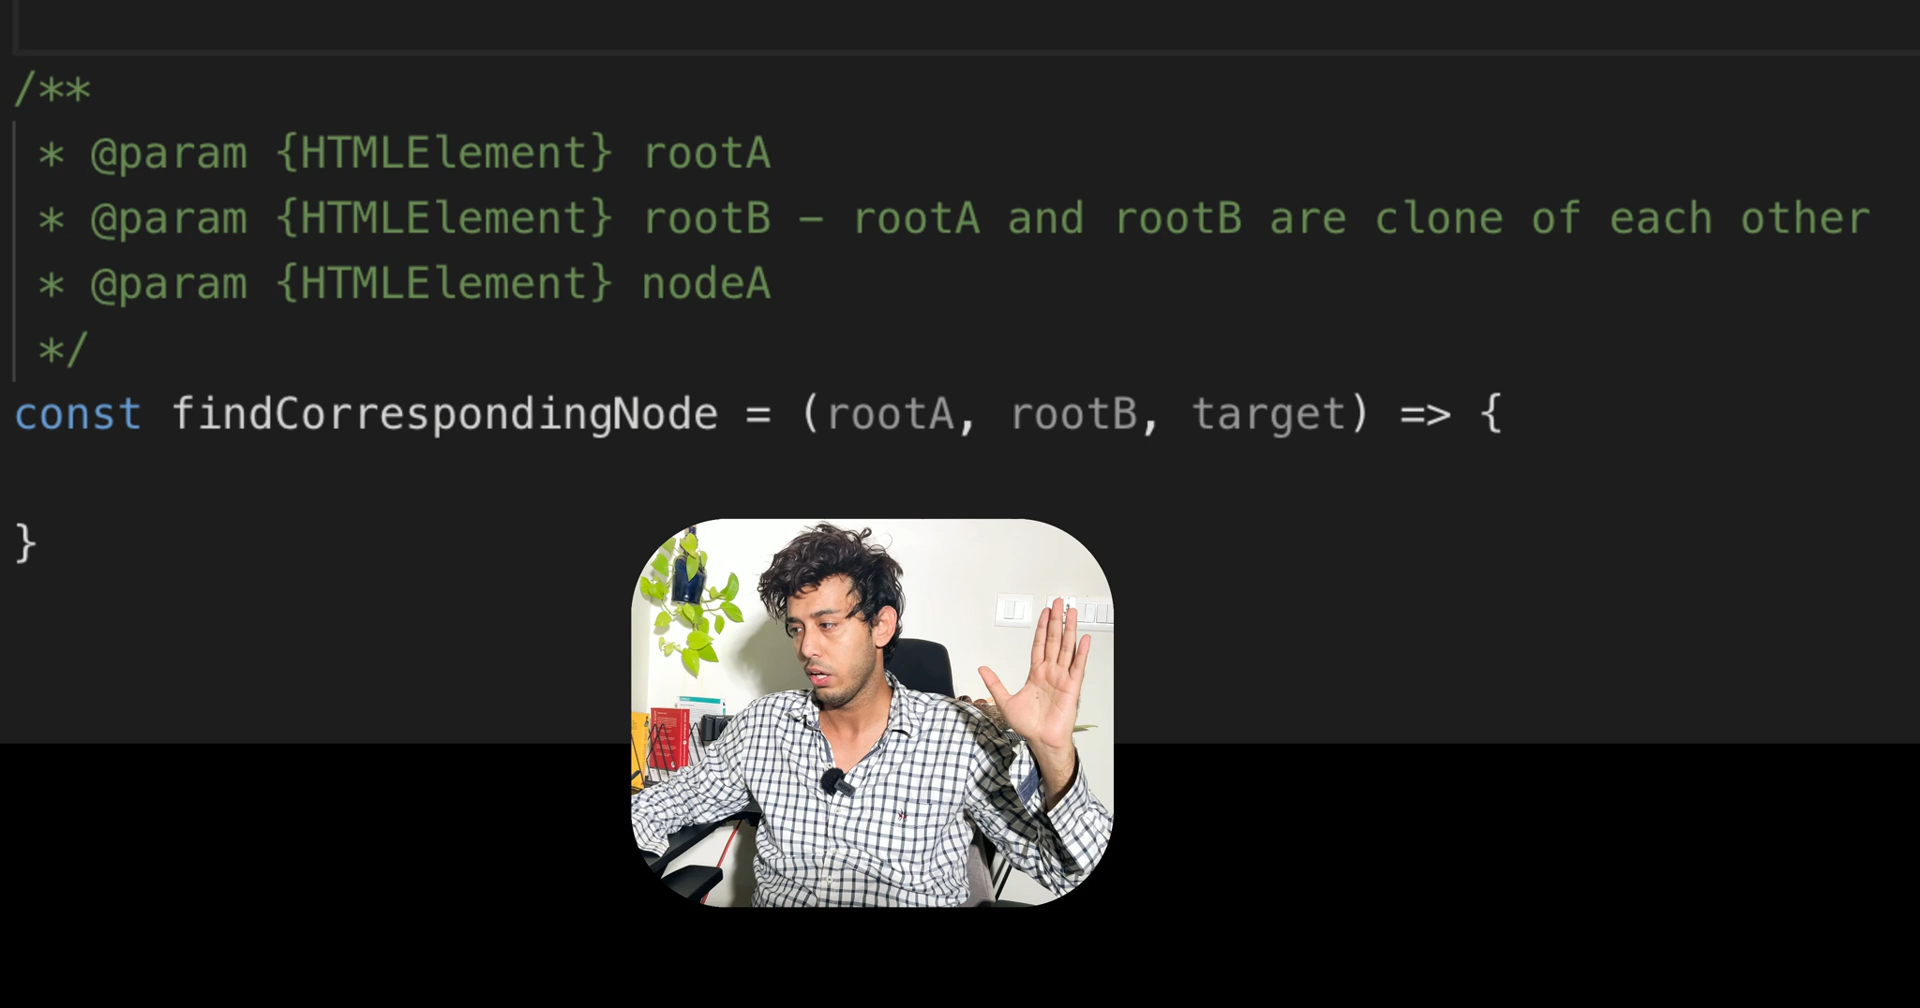 /**
* @param {HTMLElement} rootA
* @param {HTMLElement} rootB – rootA and rootB are clone of each other
* @param {HTMLElement} nodeA
*/
const findCorrespondingNode = (rootA, rootB, target) => {
}